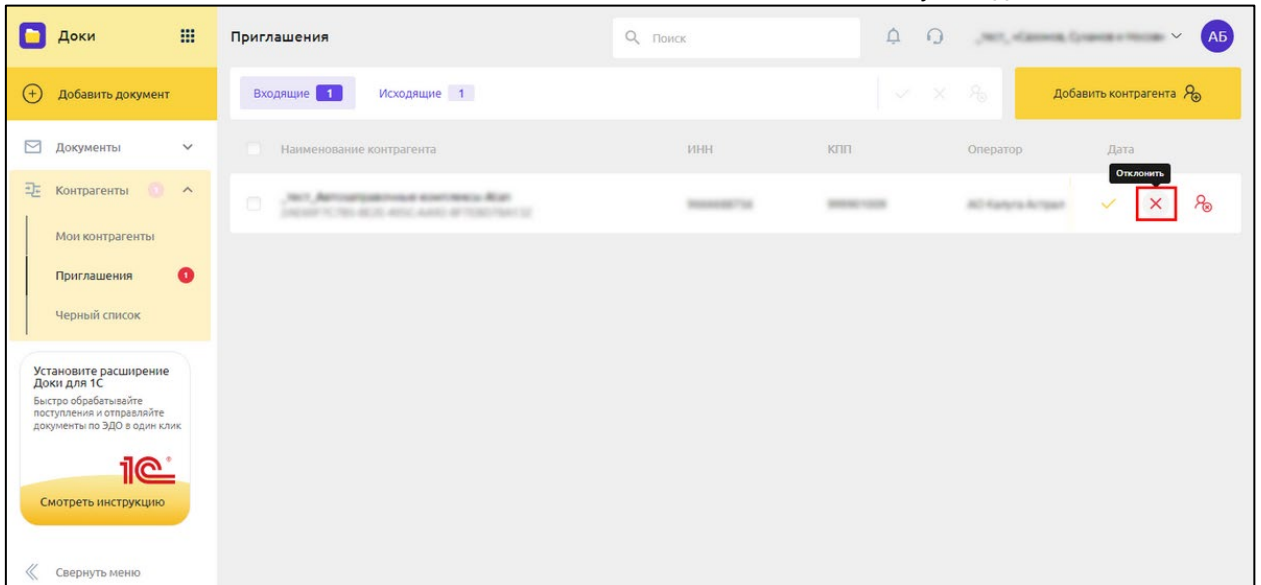 Доки
Приглашения
Поиск
АБ
Добавить документ
Входящие 1
Исходящие 1
Добавить контрагента
Документы
Наименование контрагента
ИНН
КПП
Оператор
Дата
Контрагенты
Отклонить
Мои контрагенты
Приглашения 1
Черный список
Установите расширение
Доки для 1С
Быстро обрабатывайте
поступления и отправляйте
документы по ЭДО в один клик
1С
Смотреть инструкцию
Свернуть меню